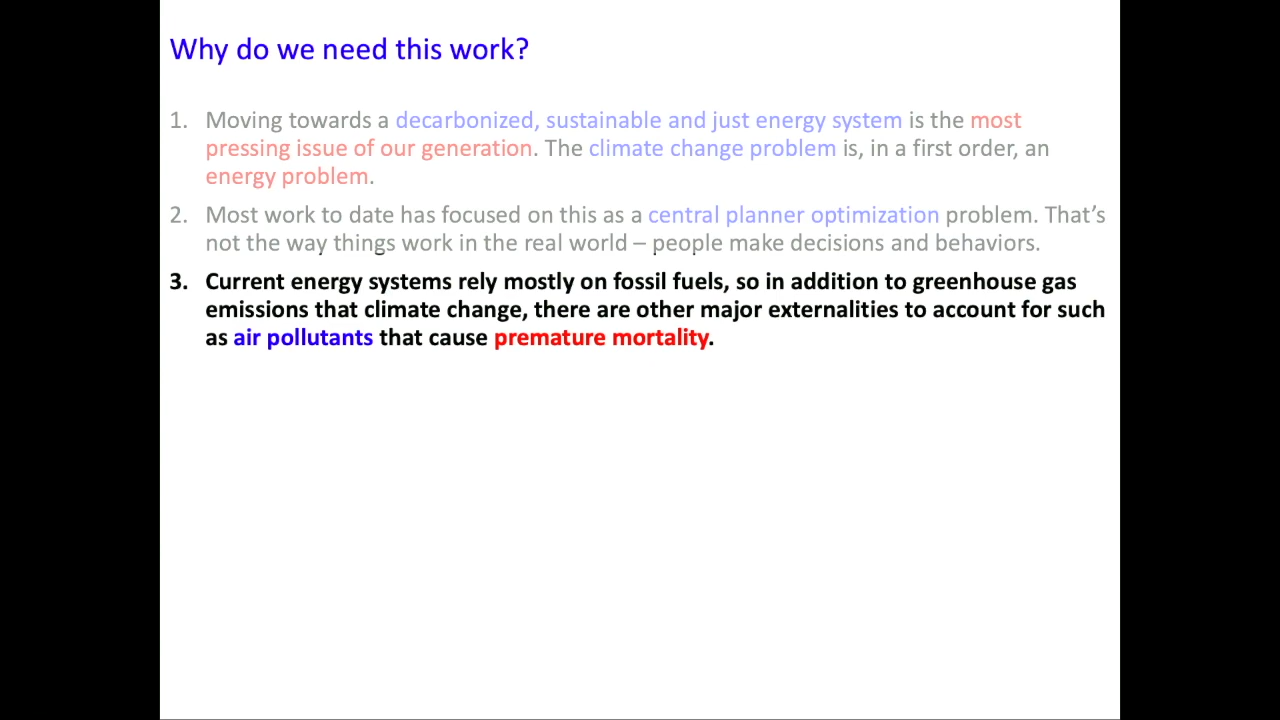 Why do we need this work?
1. Moving towards a decarbonized, sustainable and just energy system is the most
pressing issue of our generation. The climate change problem is, in a first order, an
energy problem.
2. Most work to date has focused on this as a central planner optimization problem. That's
not the way things work in the real world – people make decisions and behaviors.
3. Current energy systems rely mostly on fossil fuels, so in addition to greenhouse gas
emissions that climate change, there are other major externalities to account for such
as air pollutants that cause premature mortality.